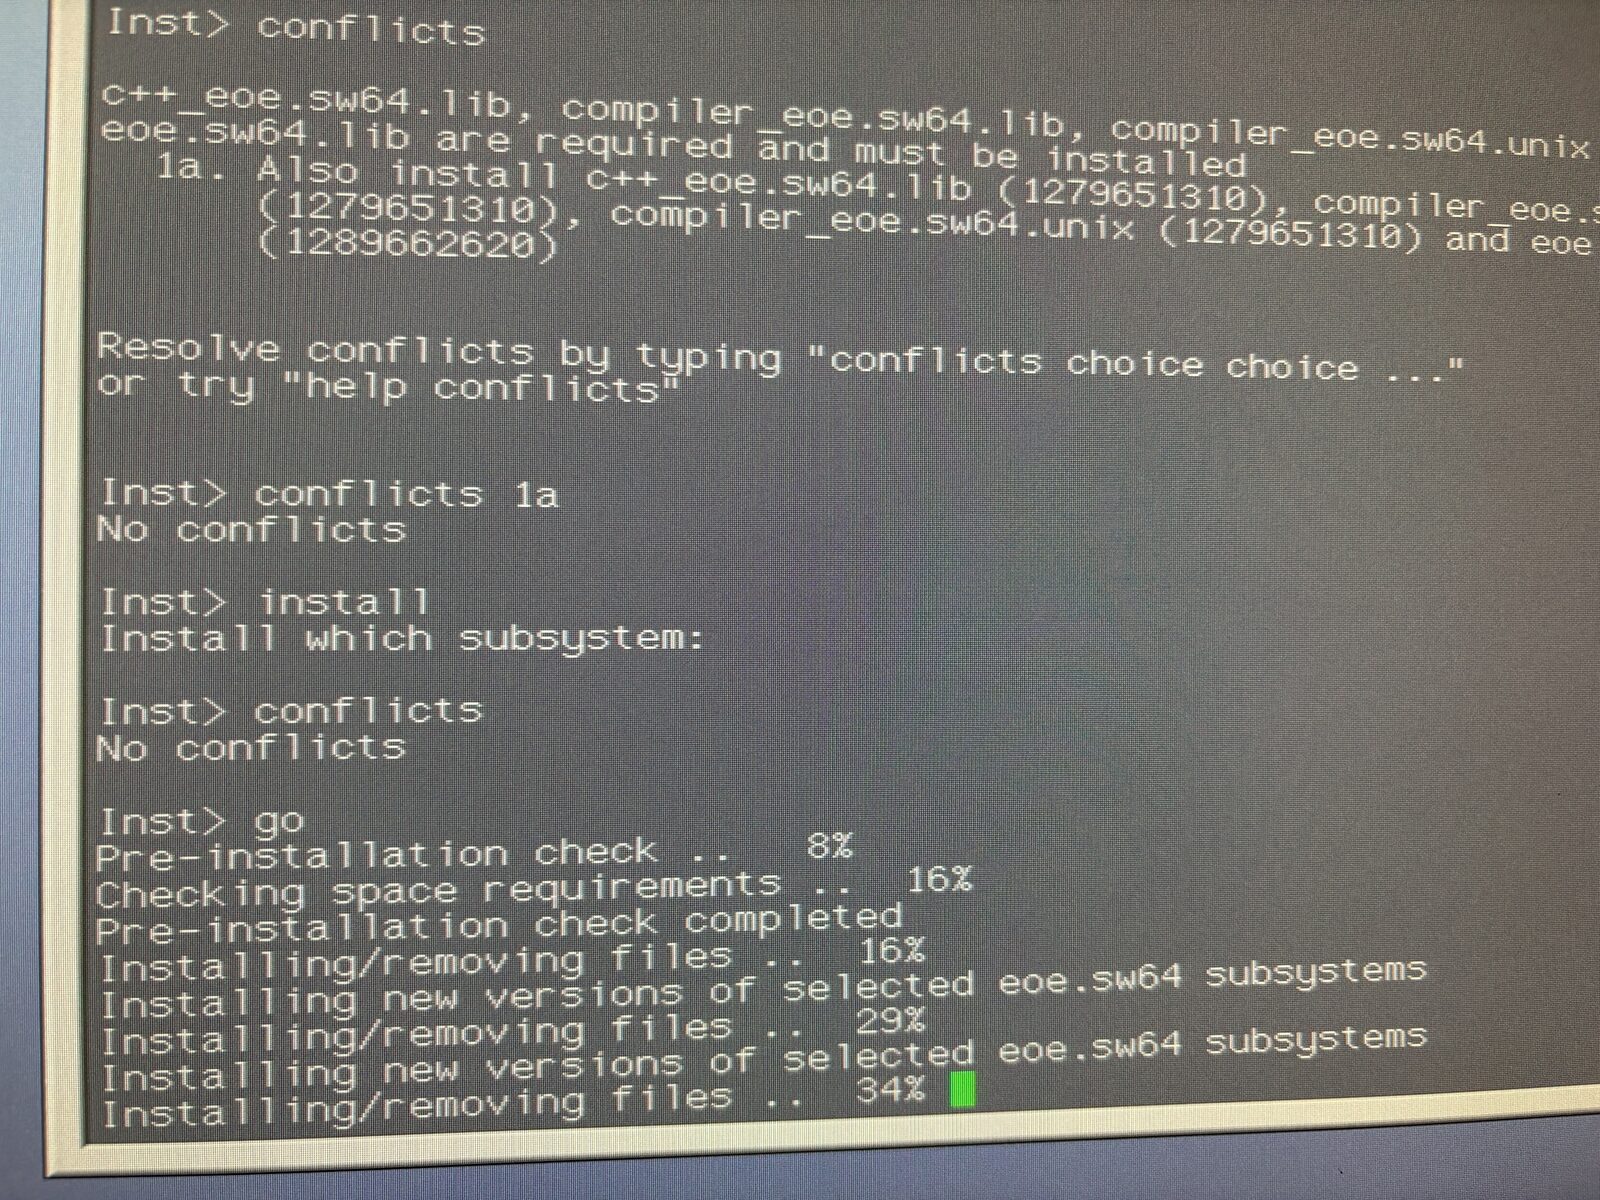 Inst> conflicts
c++_eoe.sw64.lib, compiler_eoe.sw64.lib, compiler_eoe.sw64.unix
eoe.sw64.lib are required and must be installed
1a. Also install c++_eoe.sw64.lib (1279651310), compiler_eoe.s
(1279651310), compiler_eoe.sw64.unix (1279651310) and eoe
(1289662620)
Resolve conflicts by typing "conflicts choice choice ..."
or try "help conflicts"
Inst> conflicts 1a
No conflicts
Inst> install
Install which subsystem:
Inst> conflicts
No conflicts
Inst> go
Pre-installation check .. 8%
Checking space requirements .. 16%
Pre-installation check completed
Installing/removing files .. 16%
Installing new versions of selected eoe.sw64 subsystems
Installing/removing files .. 29%
Installing new versions of selected eoe.sw64 subsystems
Installing/removing files .. 34%